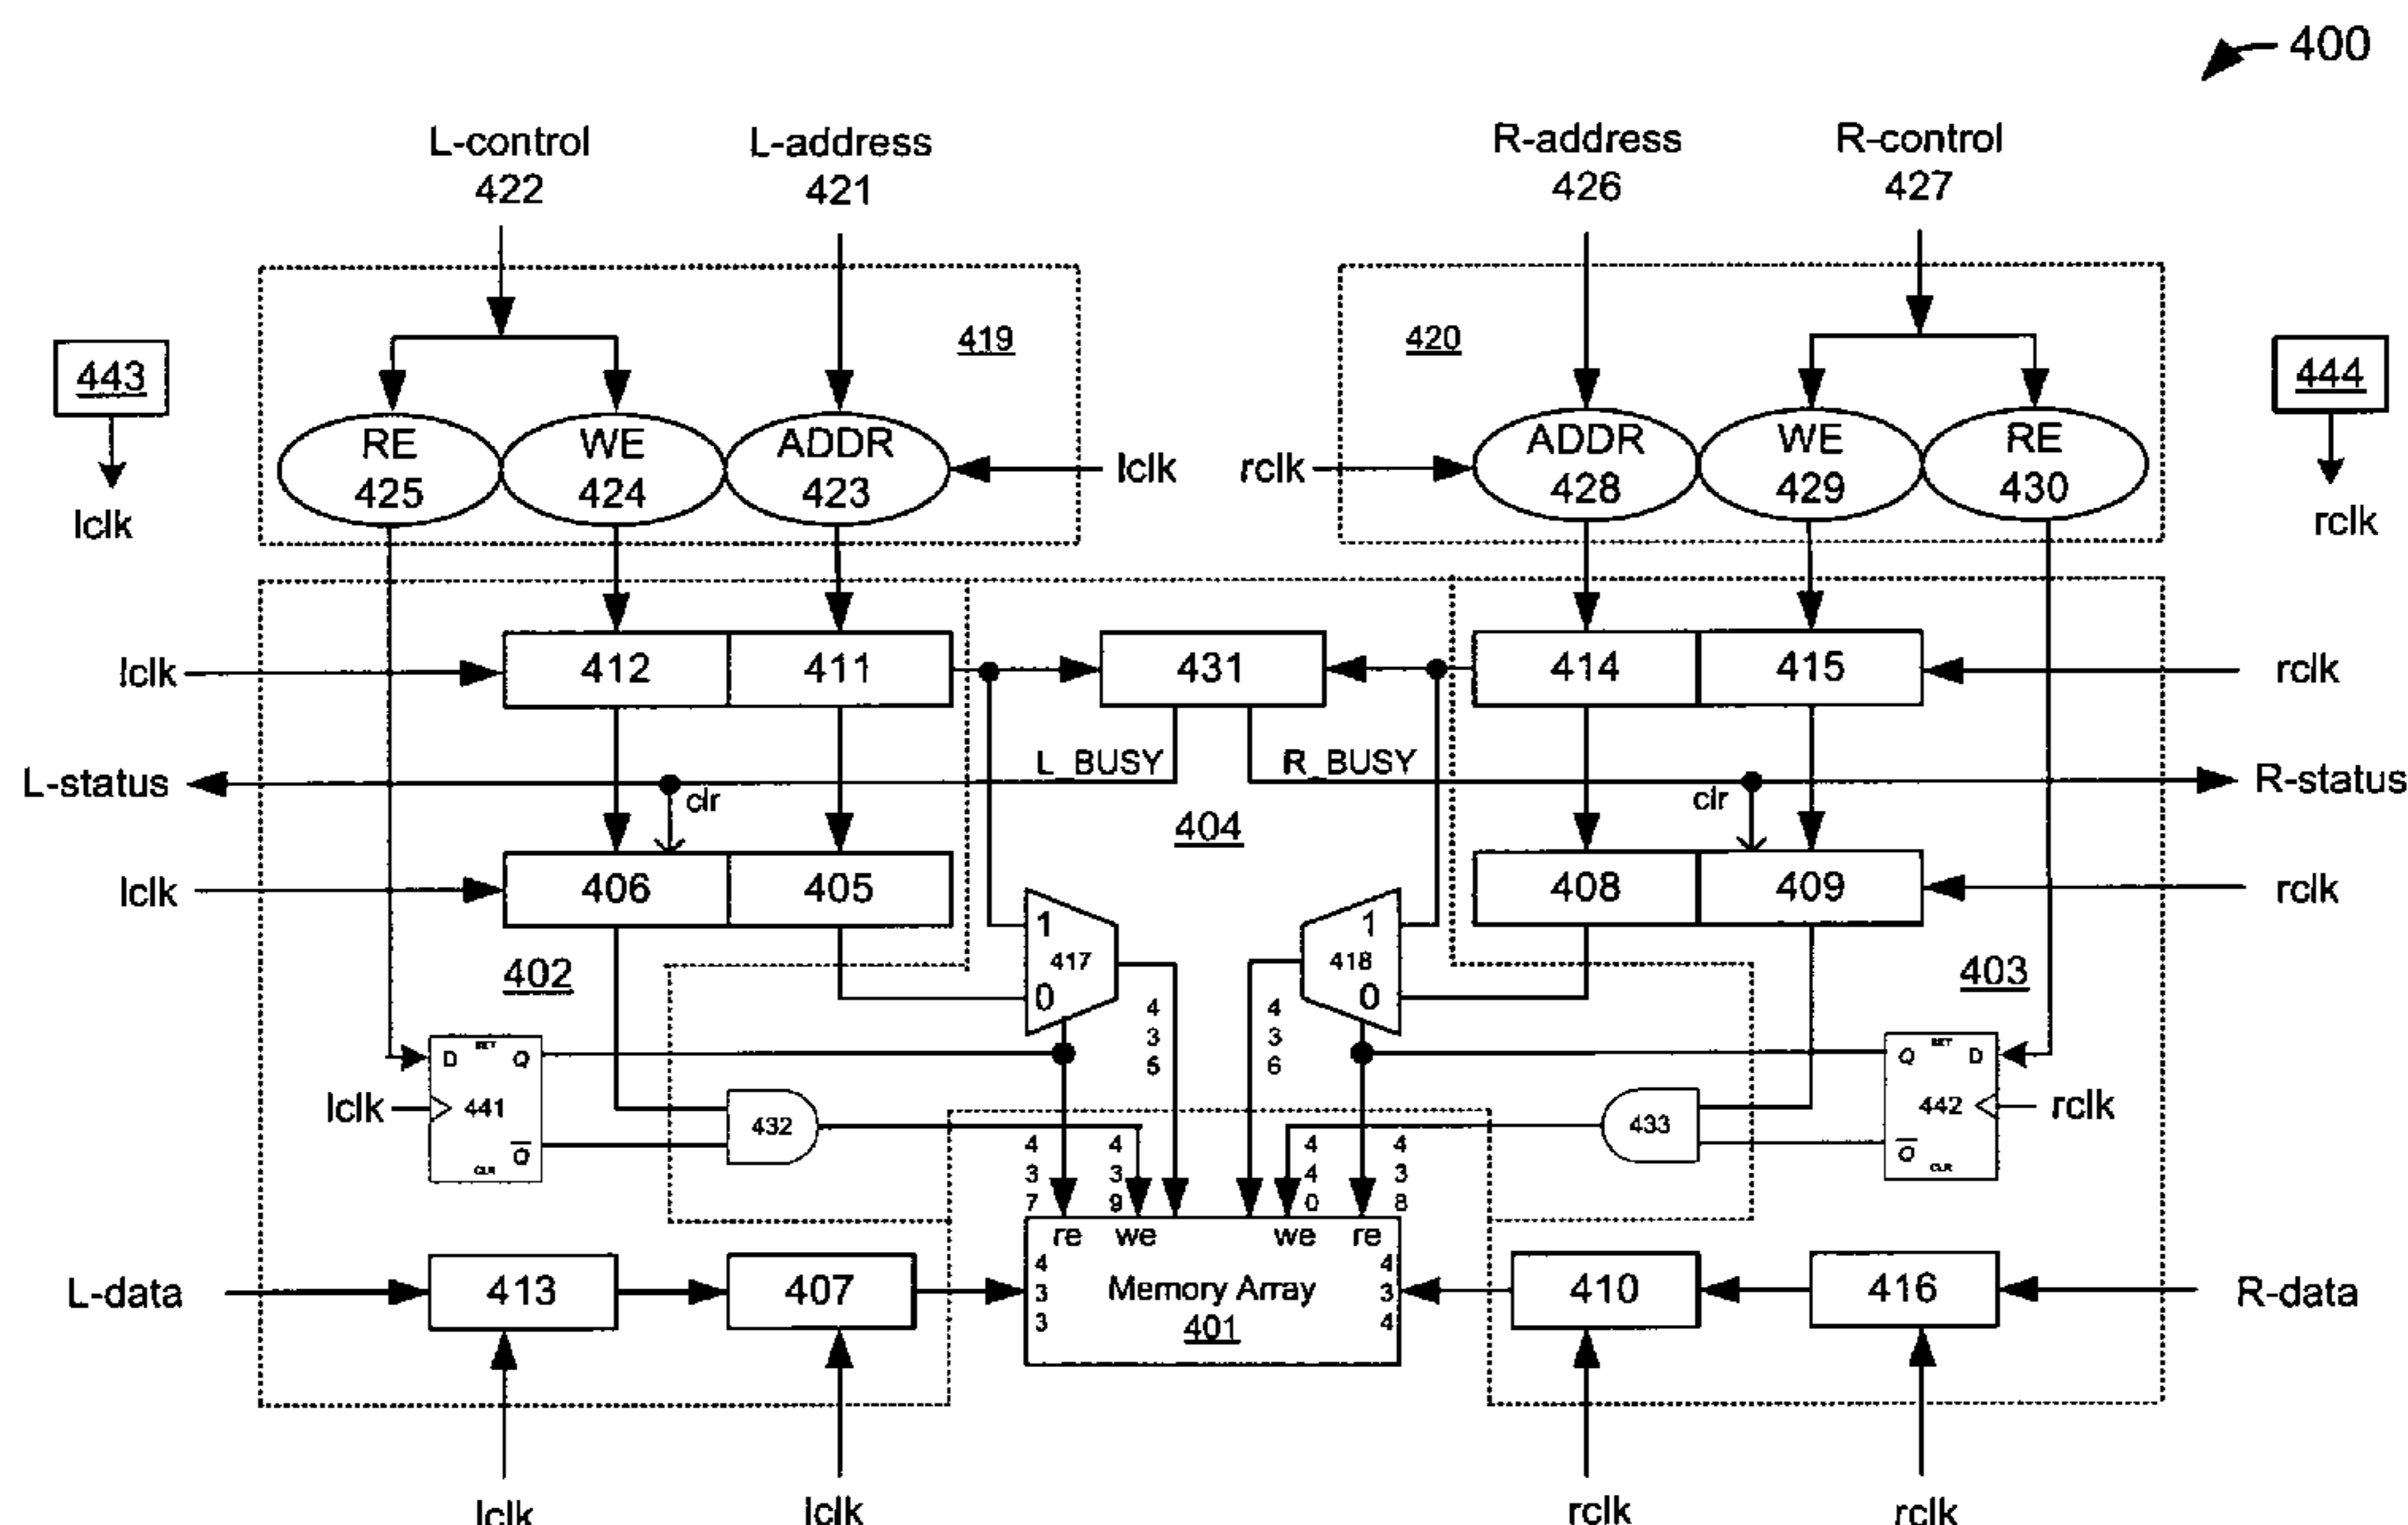 400
L-control
422
L-address
421
R-address
426
R-control
427
419
420
443
444
RE
425
WE
424
ADDR
423
lclk
rclk
ADDR
428
WE
429
RE
430
lclk
rclk
lclk
412
411
431
414
415
rclk
L-status
clr
L_BUSY
R_BUSY
clr
R-status
404
lclk
406
405
408
409
rclk
1
417
0
1
418
0
402
403
435
436
D
SET
Q
441
Q
CLR
lclk
432
433
Q
SET
D
442
Q
CLR
rclk
437
439
440
438
re
we
we
re
433
Memory Array
401
434
L-data
413
407
410
416
R-data
lclk
lclk
rclk
rclk